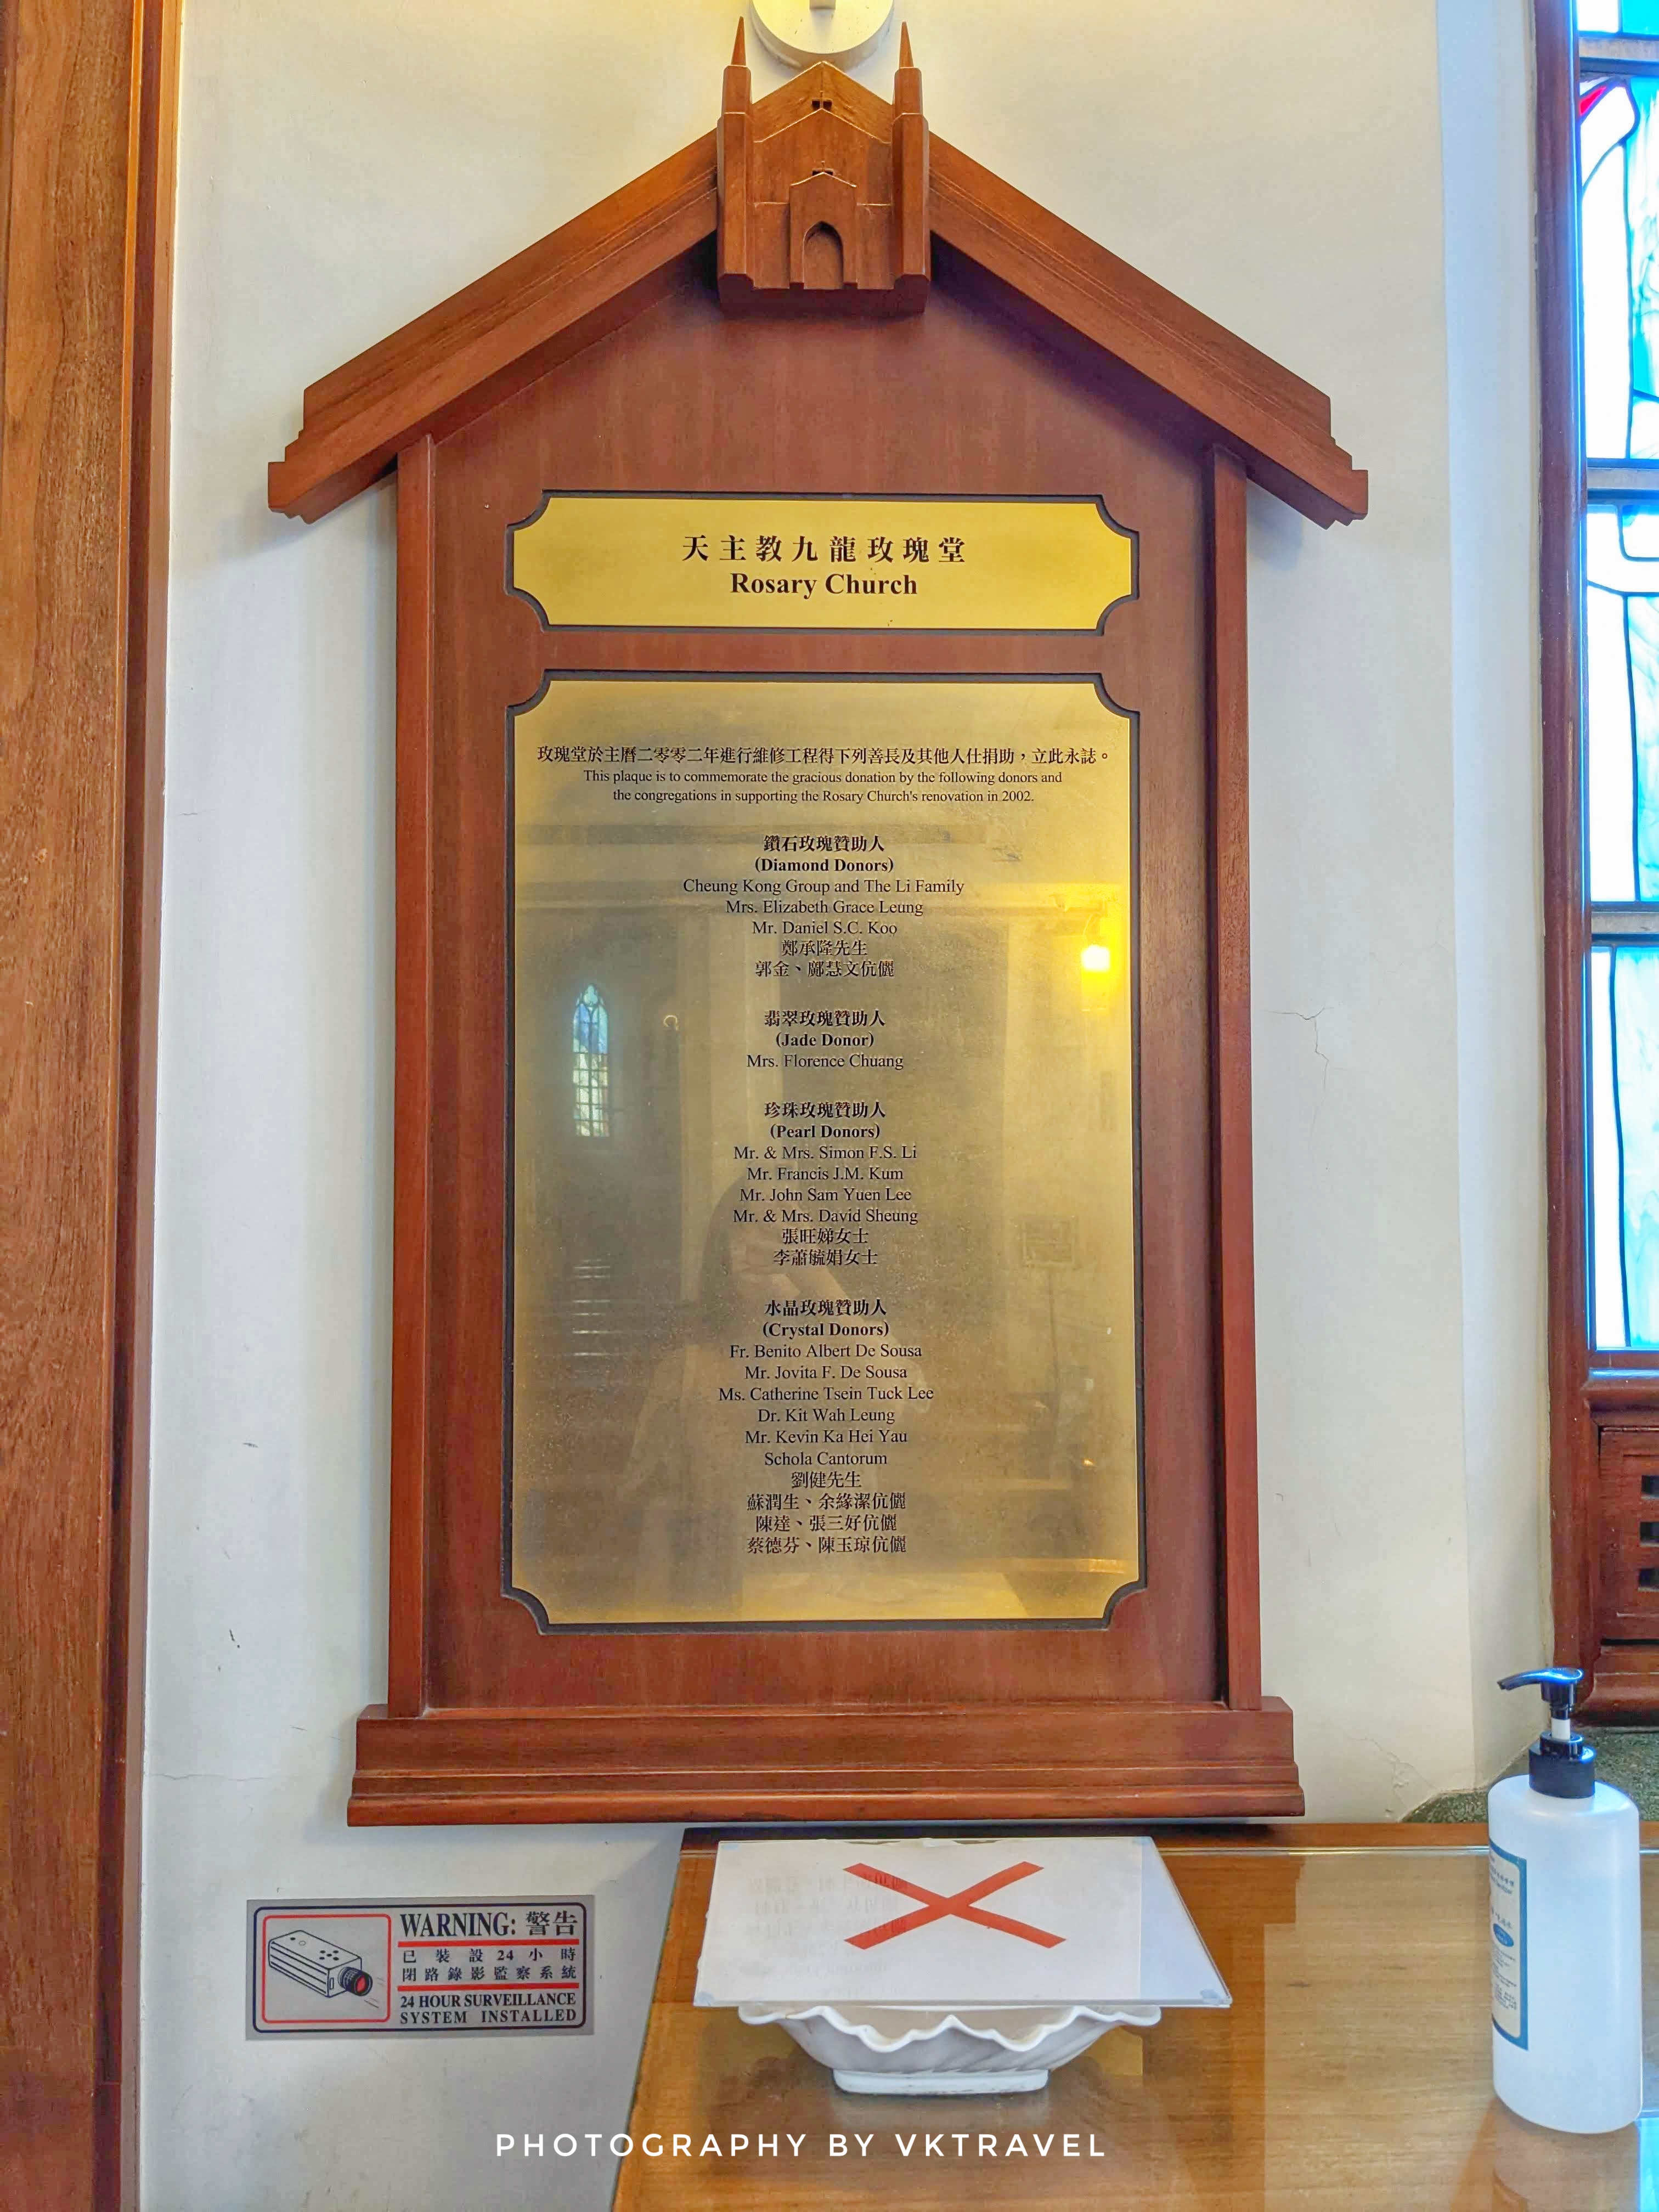 天主教九龍玫瑰堂
Rosary Church
玫瑰堂於主曆二零零二年進行維修工程得下列善長及其他人仕捐助，立此永誌。
This plaque is to commemorate the gracious donation by the following donors and
the congregations in supporting the Rosary Church's renovation in 2002.
鑽石玫瑰贊助人
(Diamond Donors)
Cheung Kong Group and The Li Family
Mrs. Elizabeth Grace Leung
Mr. Daniel S.C. Koo
鄭承隆先生
郭金、鄺慧文伉儷
翡翠玫瑰贊助人
(Jade Donor)
Mrs. Florence Chuang
珍珠玫瑰贊助人
(Pearl Donors)
Mr. & Mrs. Simon F.S. Li
Mr. Francis J.M. Kum
Mr. John Sam Yuen Lee
Mr. & Mrs. David Sheung
張旺娣女士
李蕭毓娟女士
水晶玫瑰贊助人
(Crystal Donors)
Fr. Benito Albert De Sousa
Mr. Jovita F. De Sousa
Ms. Catherine Tsein Tuck Lee
Dr. Kit Wah Leung
Mr. Kevin Ka Hei Yau
Schola Cantorum
劉健先生
蘇潤生、余緣潔伉儷
陳達、張三好伉儷
蔡德芬、陳玉琼伉儷
WARNING: 警告
已裝設24小時
閉路錄影監察系統
24 HOUR SURVEILLANCE
SYSTEM INSTALLED
PHOTOGRAPHY BY VKTRAVEL